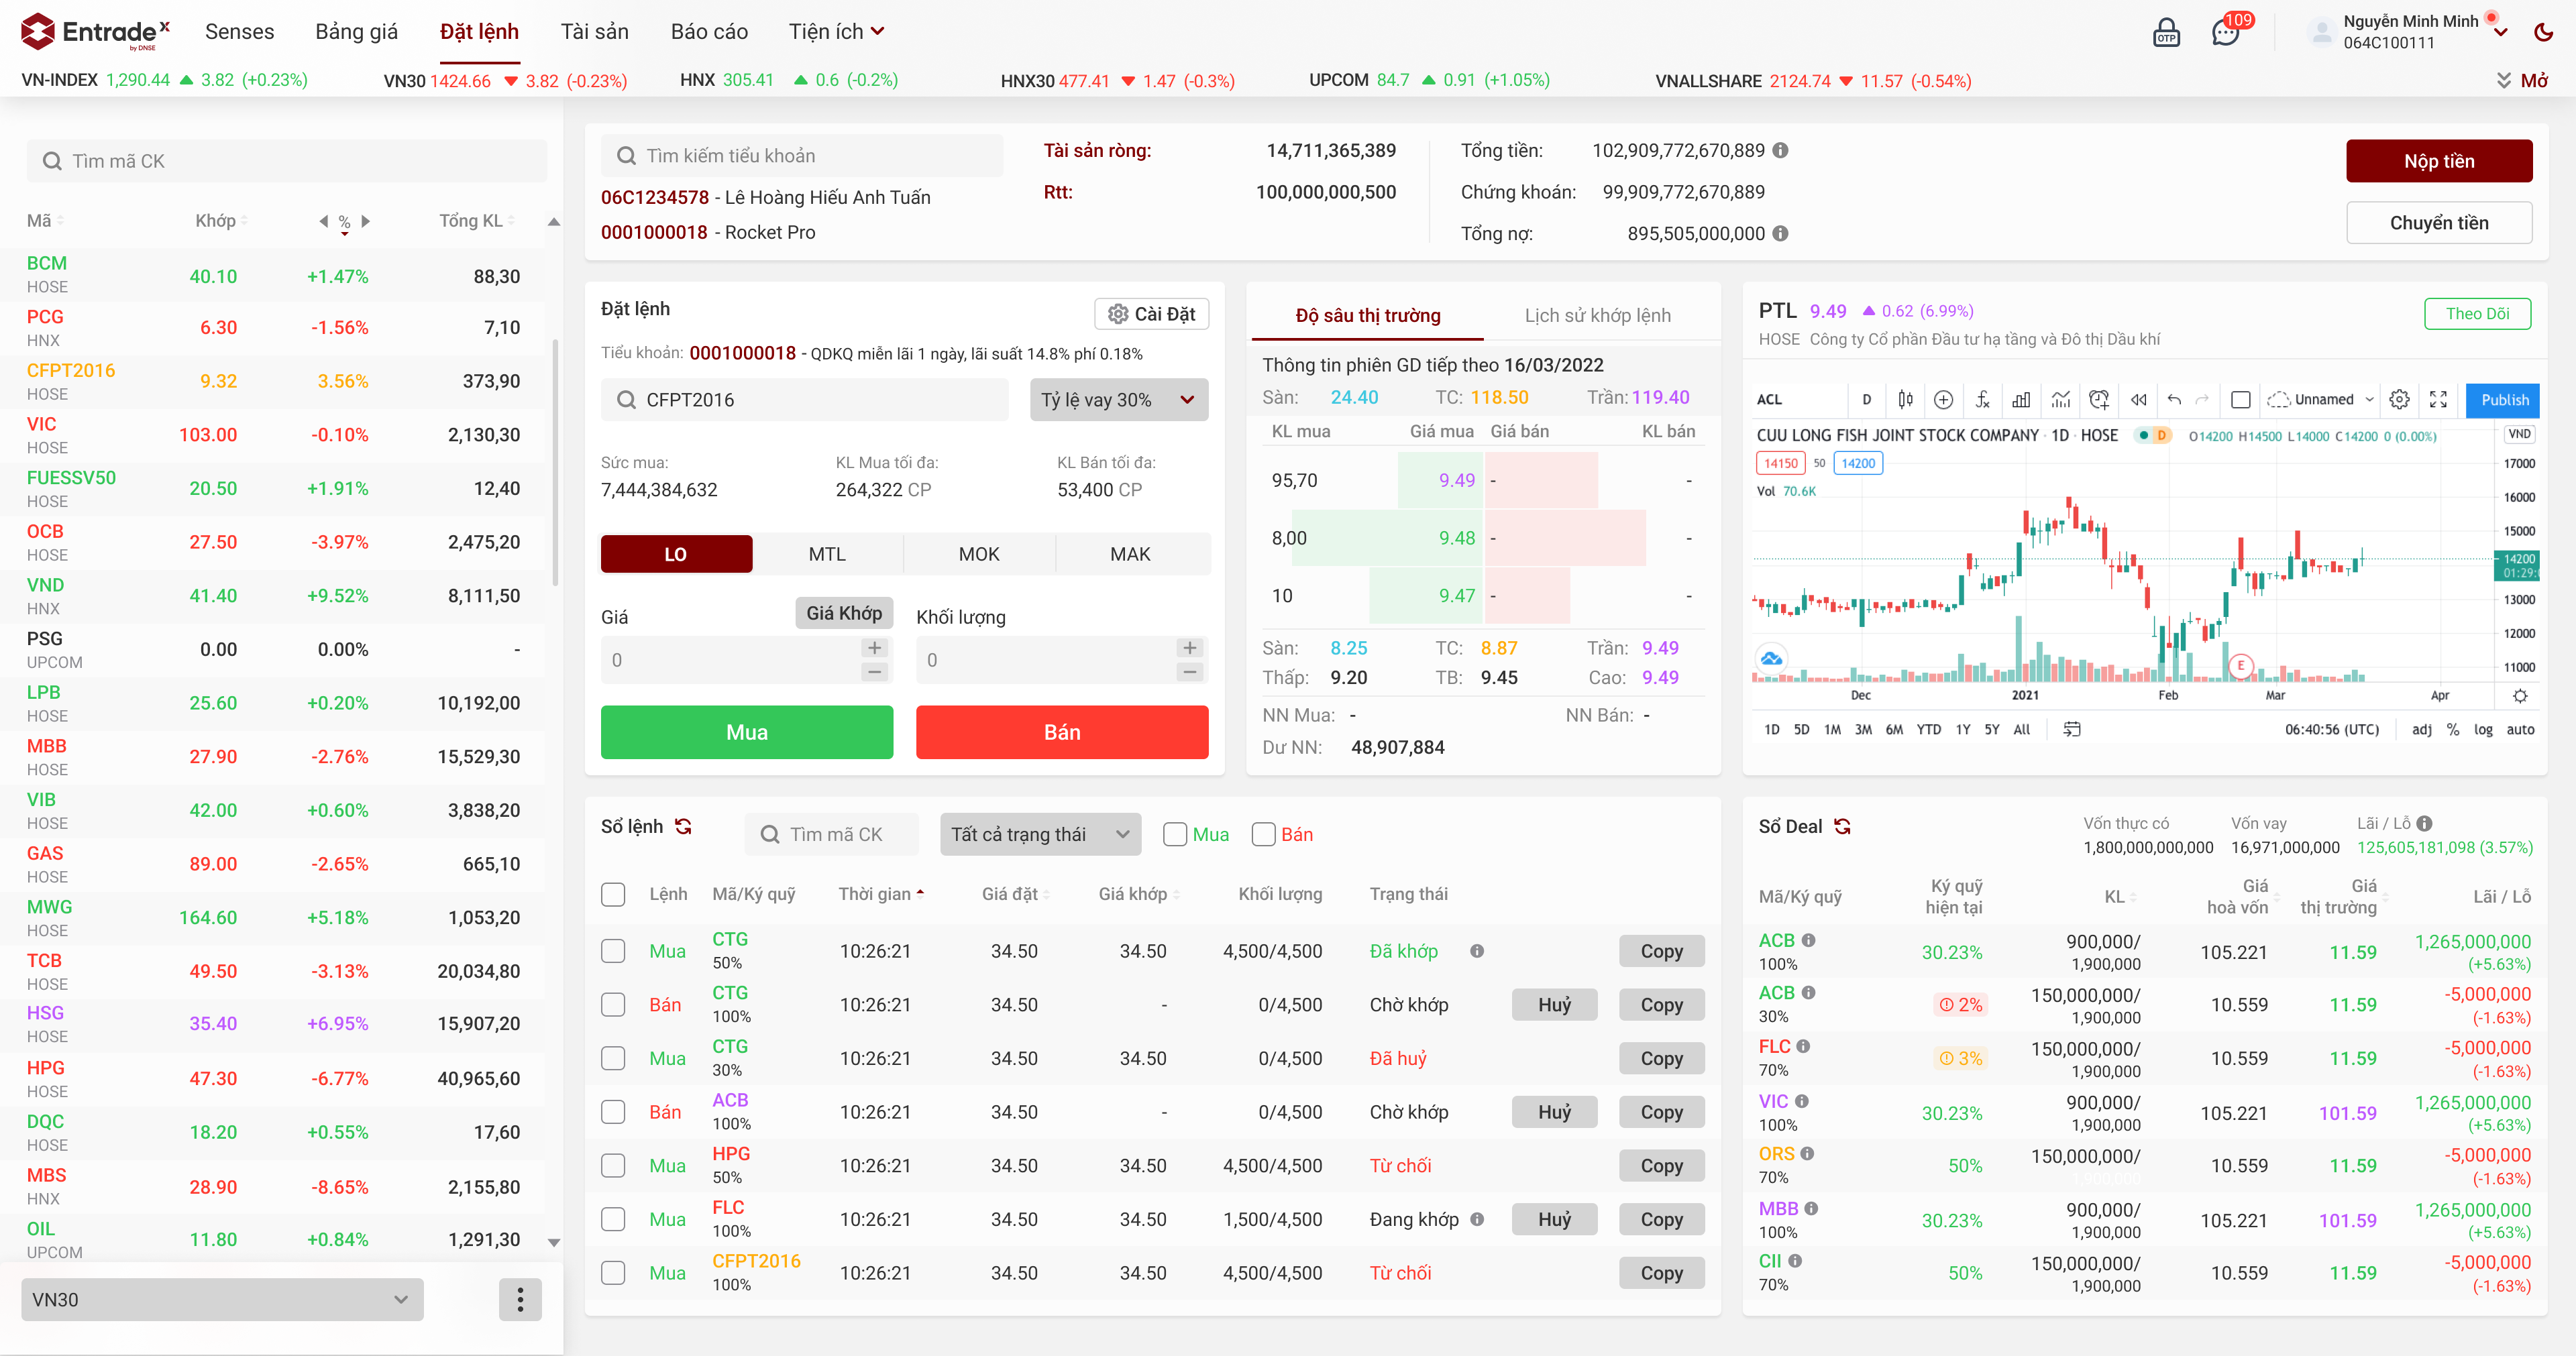 Entrade X
by DNSE
Senses
Bảng giá
Đặt lệnh
Tài sản
Báo cáo
Tiện ích
OTP
109
Nguyễn Minh Minh
064C100111
VN-INDEX 1,290.44 3.82 (+0.23%)
VN30 1424.66 3.82 (-0.23%)
HNX 305.41 0.6 (-0.2%)
HNX30 477.41 1.47 (-0.3%)
UPCOM 84.7 0.91 (+1.05%)
VNALLSHARE 2124.74 11.57 (-0.54%)
Mở
Tìm mã CK
Mã Khớp % Tổng KL
BCM 40.10 +1.47% 88,30
HOSE
PCG 6.30 -1.56% 7,10
HNX
CFPT2016 9.32 3.56% 373,90
HOSE
VIC 103.00 -0.10% 2,130,30
HOSE
FUESSV50 20.50 +1.91% 12,40
HOSE
OCB 27.50 -3.97% 2,475,20
HOSE
VND 41.40 +9.52% 8,111,50
HNX
PSG 0.00 0.00% -
UPCOM
LPB 25.60 +0.20% 10,192,00
HOSE
MBB 27.90 -2.76% 15,529,30
HOSE
VIB 42.00 +0.60% 3,838,20
HOSE
GAS 89.00 -2.65% 665,10
HOSE
MWG 164.60 +5.18% 1,053,20
HOSE
TCB 49.50 -3.13% 20,034,80
HOSE
HSG 35.40 +6.95% 15,907,20
HOSE
HPG 47.30 -6.77% 40,965,60
HOSE
DQC 18.20 +0.55% 17,60
HOSE
MBS 28.90 -8.65% 2,155,80
HNX
OIL 11.80 +0.84% 1,291,30
UPCOM
VN30
Tìm kiếm tiểu khoản
06C1234578 - Lê Hoàng Hiếu Anh Tuấn
0001000018 - Rocket Pro
Tài sản ròng: 14,711,365,389
Rtt: 100,000,000,500
Tổng tiền: 102,909,772,670,889
Chứng khoán: 99,909,772,670,889
Tổng nợ: 895,505,000,000
Nộp tiền
Chuyển tiền
Đặt lệnh
Cài Đặt
Tiểu khoản: 0001000018 - QDKQ miễn lãi 1 ngày, lãi suất 14.8% phí 0.18%
CFPT2016
Tỷ lệ vay 30%
Sức mua: KL Mua tối đa: KL Bán tối đa:
7,444,384,632 264,322 CP 53,400 CP
LO MTL MOK MAK
Giá Giá Khớp Khối lượng
0 + − 0 + −
Mua Bán
Độ sâu thị trường Lịch sử khớp lệnh
Thông tin phiên GD tiếp theo 16/03/2022
Sàn: 24.40 TC: 118.50 Trần: 119.40
KL mua Giá mua Giá bán KL bán
95,70 9.49 - -
8,00 9.48 - -
10 9.47 - -
Sàn: 8.25 TC: 8.87 Trần: 9.49
Thấp: 9.20 TB: 9.45 Cao: 9.49
NN Mua: - NN Bán: -
Dư NN: 48,907,884
PTL 9.49 0.62 (6.99%)
HOSE Công ty Cổ phần Đầu tư hạ tầng và Đô thị Dầu khí
Theo Dõi
ACL D Unnamed Publish
CUU LONG FISH JOINT STOCK COMPANY · 1D · HOSE D O14200 H14500 L14000 C14200 0 (0.00%) VND
14150 50 14200
Vol 70.6K
17000
16000
15000
14200
01:29:
13000
12000
11000
E
Dec 2021 Feb Mar Apr
1D 5D 1M 3M 6M YTD 1Y 5Y All 06:40:56 (UTC) adj % log auto
Sổ lệnh
Tìm mã CK
Tất cả trạng thái
Mua
Bán
Lệnh Mã/Ký quỹ Thời gian Giá đặt Giá khớp Khối lượng Trạng thái
Mua CTG 10:26:21 34.50 34.50 4,500/4,500 Đã khớp Copy
50%
Bán CTG 10:26:21 34.50 - 0/4,500 Chờ khớp Huỷ Copy
100%
Mua CTG 10:26:21 34.50 34.50 0/4,500 Đã huỷ Copy
30%
Bán ACB 10:26:21 34.50 - 0/4,500 Chờ khớp Huỷ Copy
100%
Mua HPG 10:26:21 34.50 34.50 4,500/4,500 Từ chối Copy
50%
Mua FLC 10:26:21 34.50 34.50 1,500/4,500 Đang khớp Huỷ Copy
100%
Mua CFPT2016 10:26:21 34.50 34.50 4,500/4,500 Từ chối Copy
100%
Sổ Deal
Vốn thực có Vốn vay Lãi / Lỗ
1,800,000,000,000 16,971,000,000 125,605,181,098 (3.57%)
Mã/Ký quỹ Ký quỹ hiện tại KL Giá hoà vốn Giá thị trường Lãi / Lỗ
ACB 30.23% 900,000/ 105.221 11.59 1,265,000,000
100% 1,900,000 (+5.63%)
ACB 2% 150,000,000/ 10.559 11.59 -5,000,000
30% 1,900,000 (-1.63%)
FLC 3% 150,000,000/ 10.559 11.59 -5,000,000
70% 1,900,000 (-1.63%)
VIC 30.23% 900,000/ 105.221 101.59 1,265,000,000
100% 1,900,000 (+5.63%)
ORS 50% 150,000,000/ 10.559 11.59 -5,000,000
70% 1,900,000 (-1.63%)
MBB 30.23% 900,000/ 105.221 101.59 1,265,000,000
100% 1,900,000 (+5.63%)
CII 50% 150,000,000/ 10.559 11.59 -5,000,000
70% 1,900,000 (-1.63%)